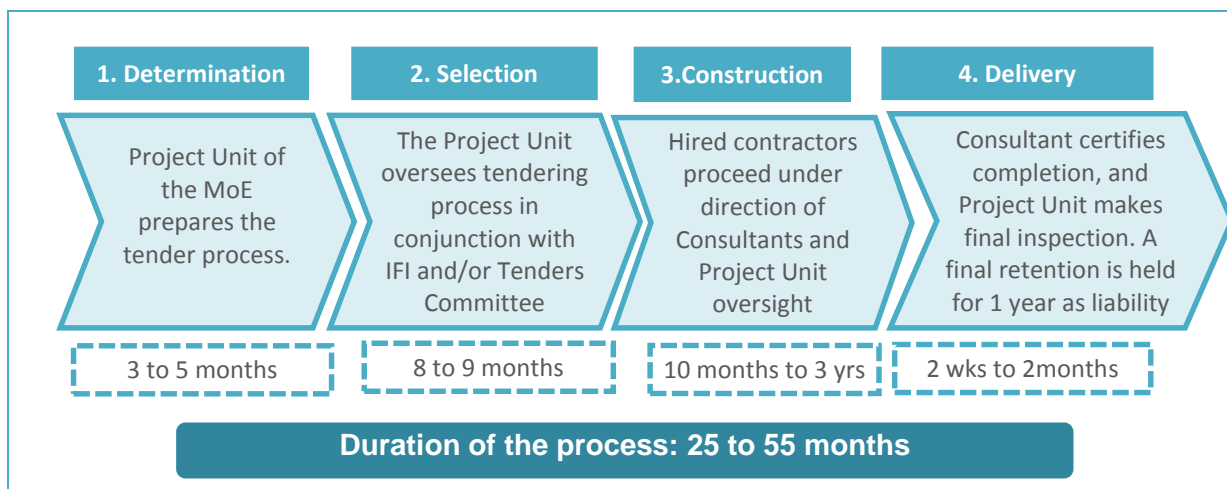 1. Determination
2. Selection
3.Construction
4. Delivery
Project Unit of
the MoE
prepares the
tender process.
The Project Unit
oversees tendering
process in
conjunction with
IFI and/or Tenders
Committee
Hired contractors
proceed under
direction of
Consultants and
Project Unit
oversight
Consultant certifies
completion, and
Project Unit makes
final inspection. A
final retention is held
for 1 year as liability
3 to 5 months
8 to 9 months
10 months to 3 yrs
2 wks to 2months
Duration of the process: 25 to 55 months